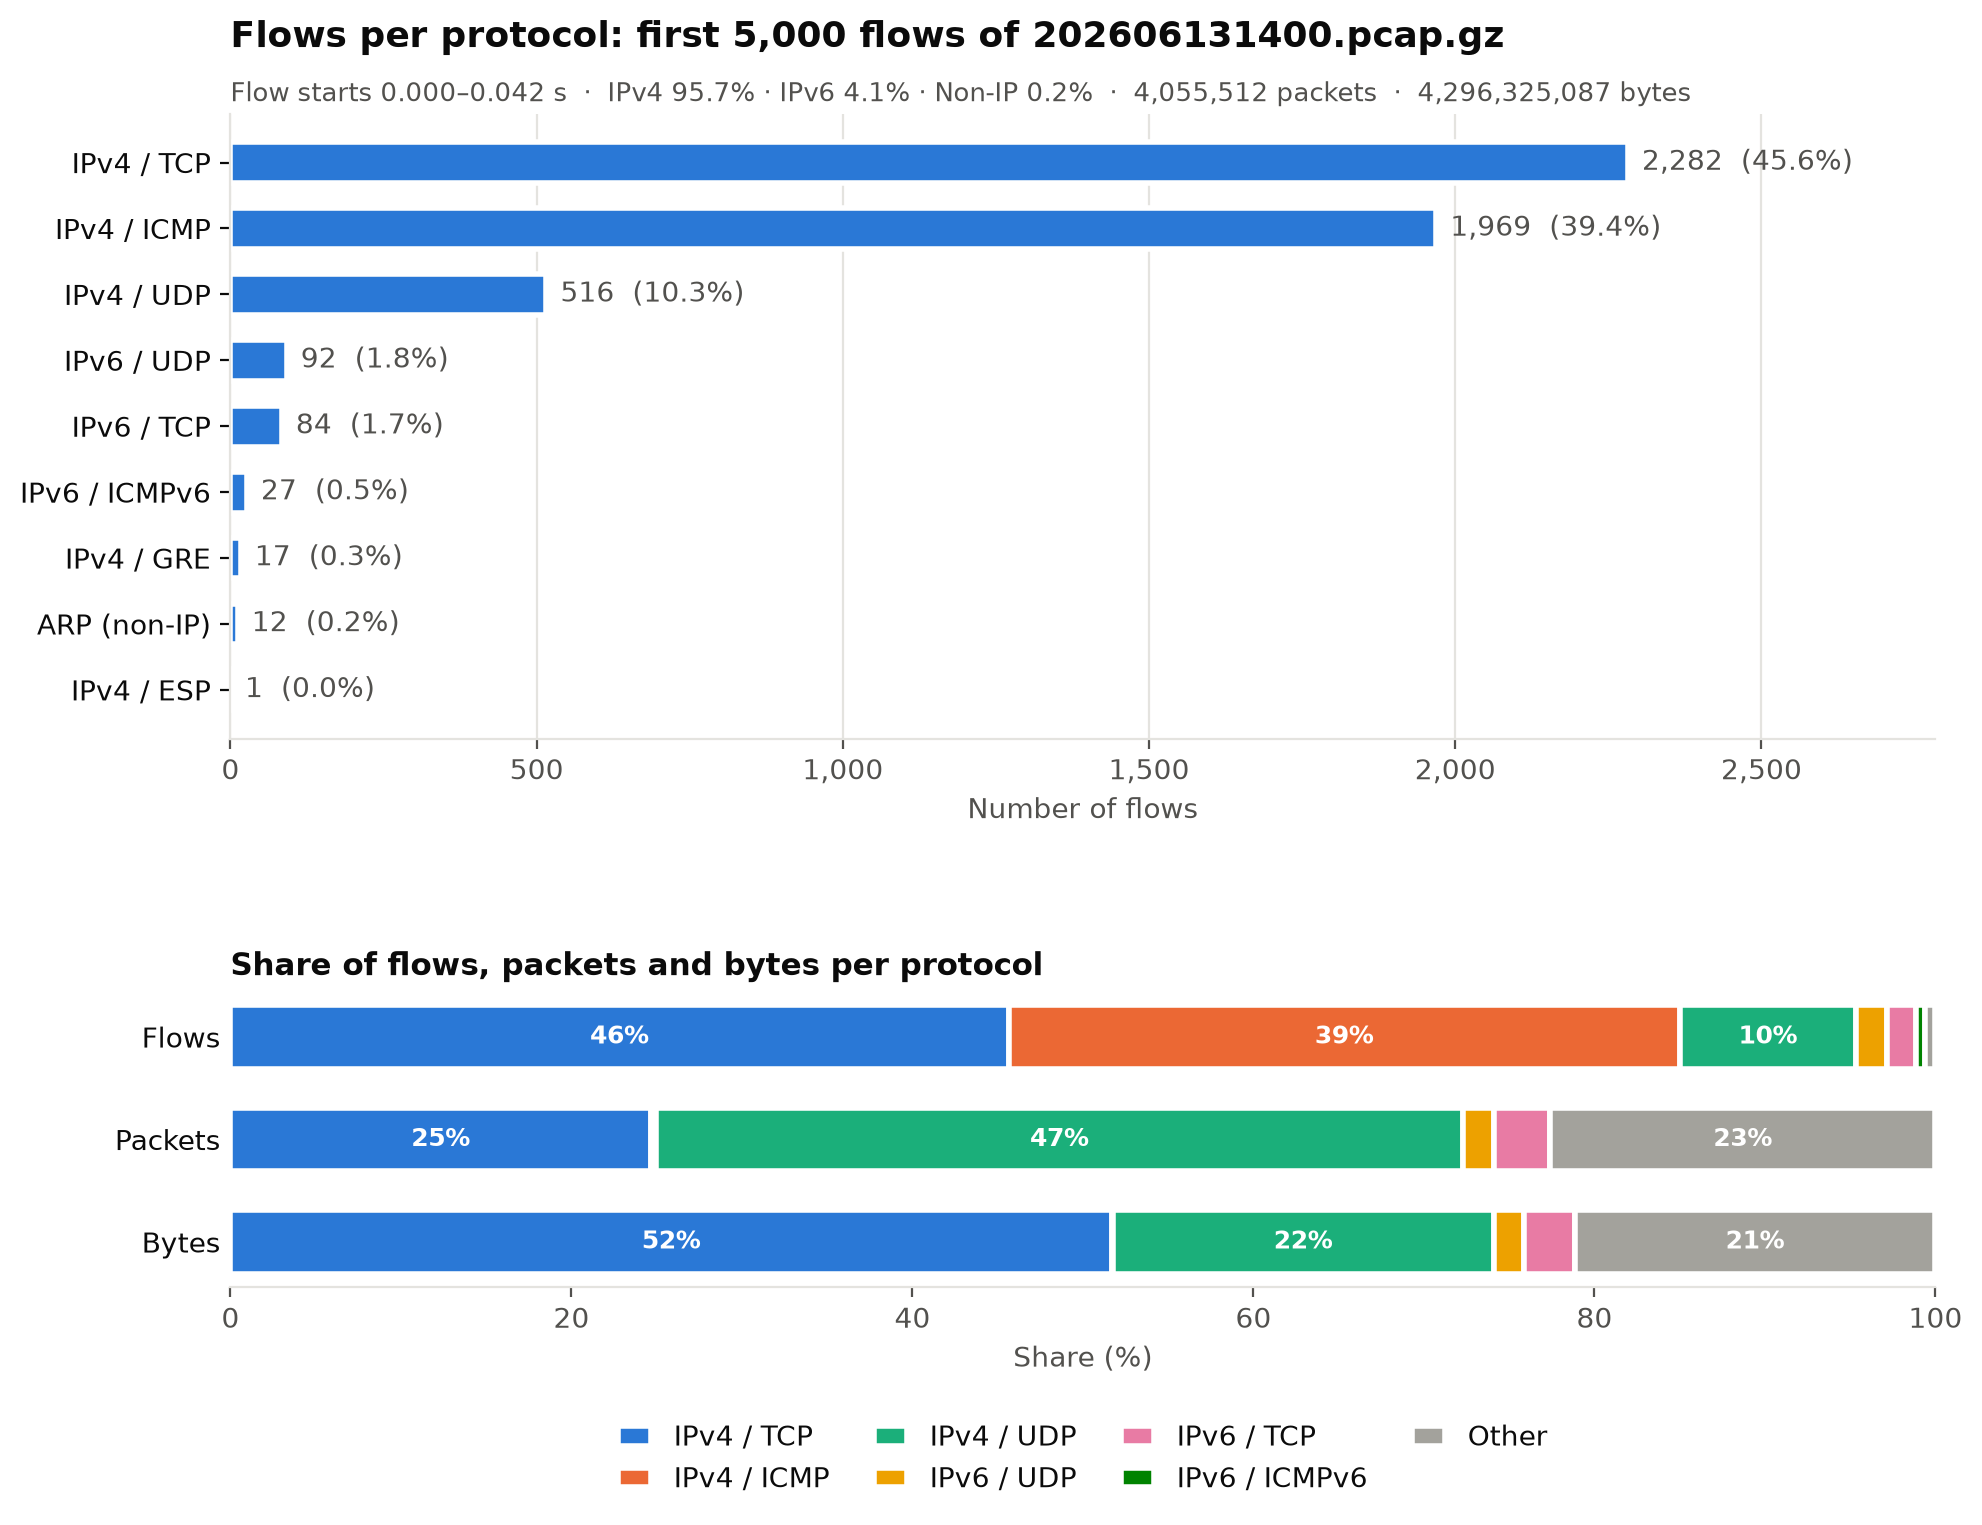 Flows per protocol: first 5,000 flows of 202606131400.pcap.gz
Flow starts 0.000–0.042 s · IPv4 95.7% · IPv6 4.1% · Non-IP 0.2% · 4,055,512 packets · 4,296,325,087 bytes
IPv4 / TCP 2,282 (45.6%)
IPv4 / ICMP 1,969 (39.4%)
IPv4 / UDP 516 (10.3%)
IPv6 / UDP 92 (1.8%)
IPv6 / TCP 84 (1.7%)
IPv6 / ICMPv6 27 (0.5%)
IPv4 / GRE 17 (0.3%)
ARP (non-IP) 12 (0.2%)
IPv4 / ESP 1 (0.0%)
0 500 1,000 1,500 2,000 2,500
Number of flows
Share of flows, packets and bytes per protocol
Flows 46% 39% 10%
Packets 25% 47% 23%
Bytes 52% 22% 21%
0 20 40 60 80 100
Share (%)
IPv4 / TCP IPv4 / UDP IPv6 / TCP Other
IPv4 / ICMP IPv6 / UDP IPv6 / ICMPv6